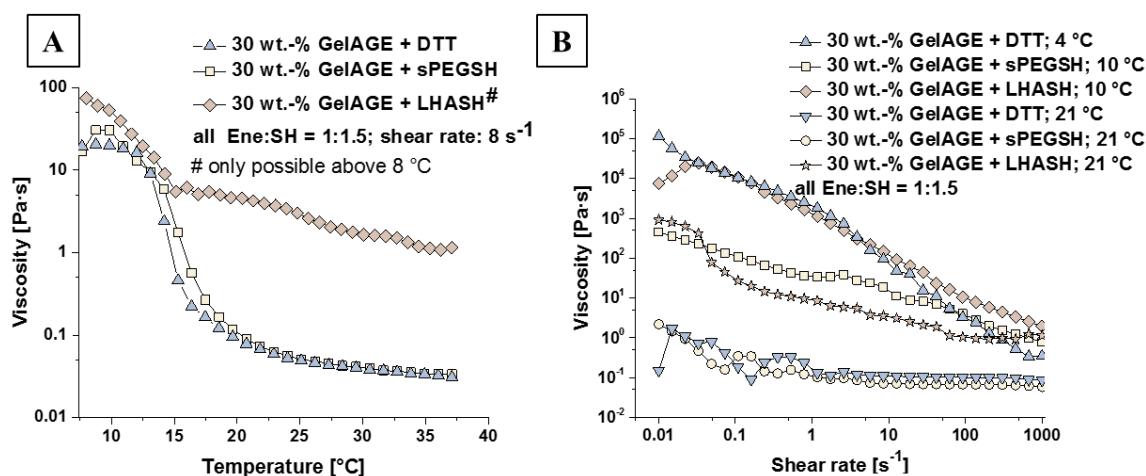 A
30 wt.-% GelAGE + DTT
30 wt.-% GelAGE + sPEGSH
30 wt.-% GelAGE + LHASH#
all Ene:SH = 1:1.5; shear rate: 8 s-1
# only possible above 8 °C
Viscosity [Pa·s]
100
10
1
0.1
0.01
10 15 20 25 30 35 40
Temperature [°C]
B
30 wt.-% GelAGE + DTT; 4 °C
30 wt.-% GelAGE + sPEGSH; 10 °C
30 wt.-% GelAGE + LHASH; 10 °C
30 wt.-% GelAGE + DTT; 21 °C
30 wt.-% GelAGE + sPEGSH; 21 °C
30 wt.-% GelAGE + LHASH; 21 °C
all Ene:SH = 1:1.5
Viscosity [Pa·s]
10^6
10^5
10^4
10^3
10^2
10^1
10^0
10^-1
10^-2
0.01 0.1 1 10 100 1000
Shear rate [s-1]